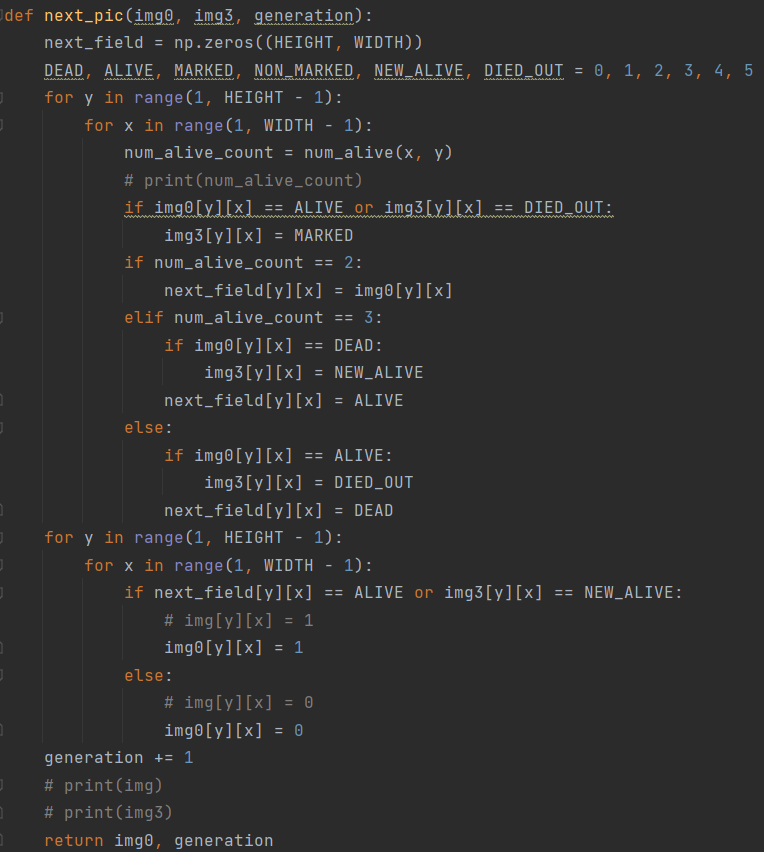 def next_pic(img0, img3, generation):
    next_field = np.zeros((HEIGHT, WIDTH))
    DEAD, ALIVE, MARKED, NON_MARKED, NEW_ALIVE, DIED_OUT = 0, 1, 2, 3, 4, 5
    for y in range(1, HEIGHT - 1):
        for x in range(1, WIDTH - 1):
            num_alive_count = num_alive(x, y)
            # print(num_alive_count)
            if img0[y][x] == ALIVE or img3[y][x] == DIED_OUT:
                img3[y][x] = MARKED
            if num_alive_count == 2:
                next_field[y][x] = img0[y][x]
            elif num_alive_count == 3:
                if img0[y][x] == DEAD:
                    img3[y][x] = NEW_ALIVE
                next_field[y][x] = ALIVE
            else:
                if img0[y][x] == ALIVE:
                    img3[y][x] = DIED_OUT
                next_field[y][x] = DEAD
    for y in range(1, HEIGHT - 1):
        for x in range(1, WIDTH - 1):
            if next_field[y][x] == ALIVE or img3[y][x] == NEW_ALIVE:
                # img[y][x] = 1
                img0[y][x] = 1
            else:
                # img[y][x] = 0
                img0[y][x] = 0
    generation += 1
    # print(img)
    # print(img3)
    return img0, generation